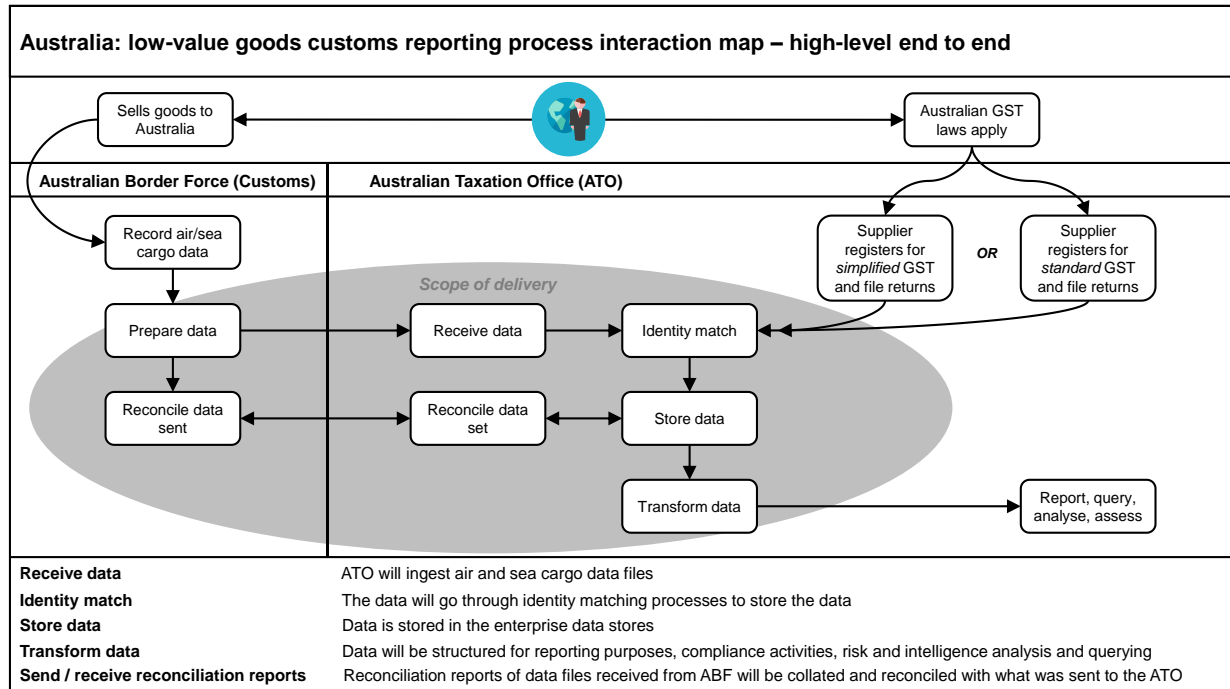 Australia: low-value goods customs reporting process interaction map – high-level end to end
Sells goods to
Australia
Australian GST
laws apply
Australian Border Force (Customs)
Australian Taxation Office (ATO)
Record air/sea
cargo data
Supplier
registers for
simplified GST
and file returns
OR
Supplier
registers for
standard GST
and file returns
Scope of delivery
Prepare data
Receive data
Identity match
Reconcile data
sent
Reconcile data
set
Store data
Transform data
Report, query,
analyse, assess
Receive data
ATO will ingest air and sea cargo data files
Identity match
The data will go through identity matching processes to store the data
Store data
Data is stored in the enterprise data stores
Transform data
Data will be structured for reporting purposes, compliance activities, risk and intelligence analysis and querying
Send / receive reconciliation reports
Reconciliation reports of data files received from ABF will be collated and reconciled with what was sent to the ATO